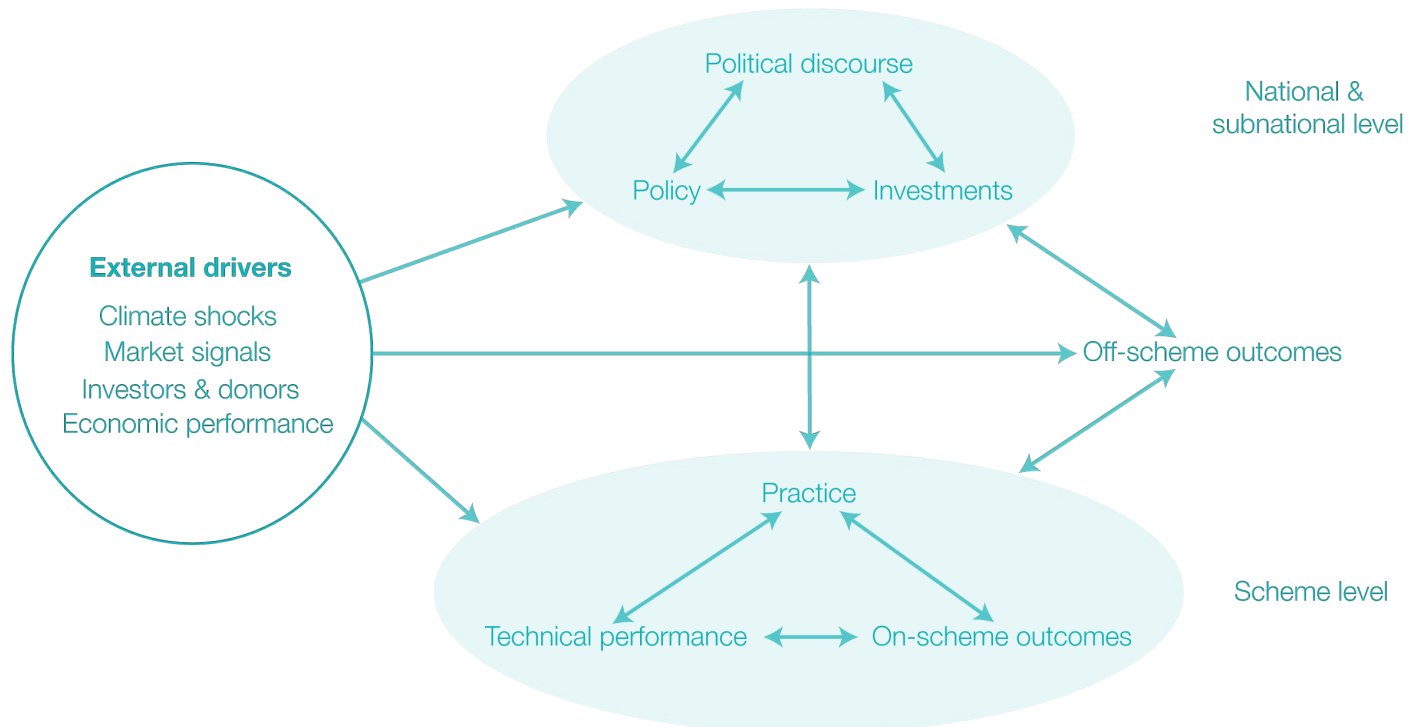 Political discourse
National &
subnational level
Policy
Investments
External drivers
Climate shocks
Market signals
Investors & donors
Economic performance
Off-scheme outcomes
Practice
Scheme level
Technical performance
On-scheme outcomes